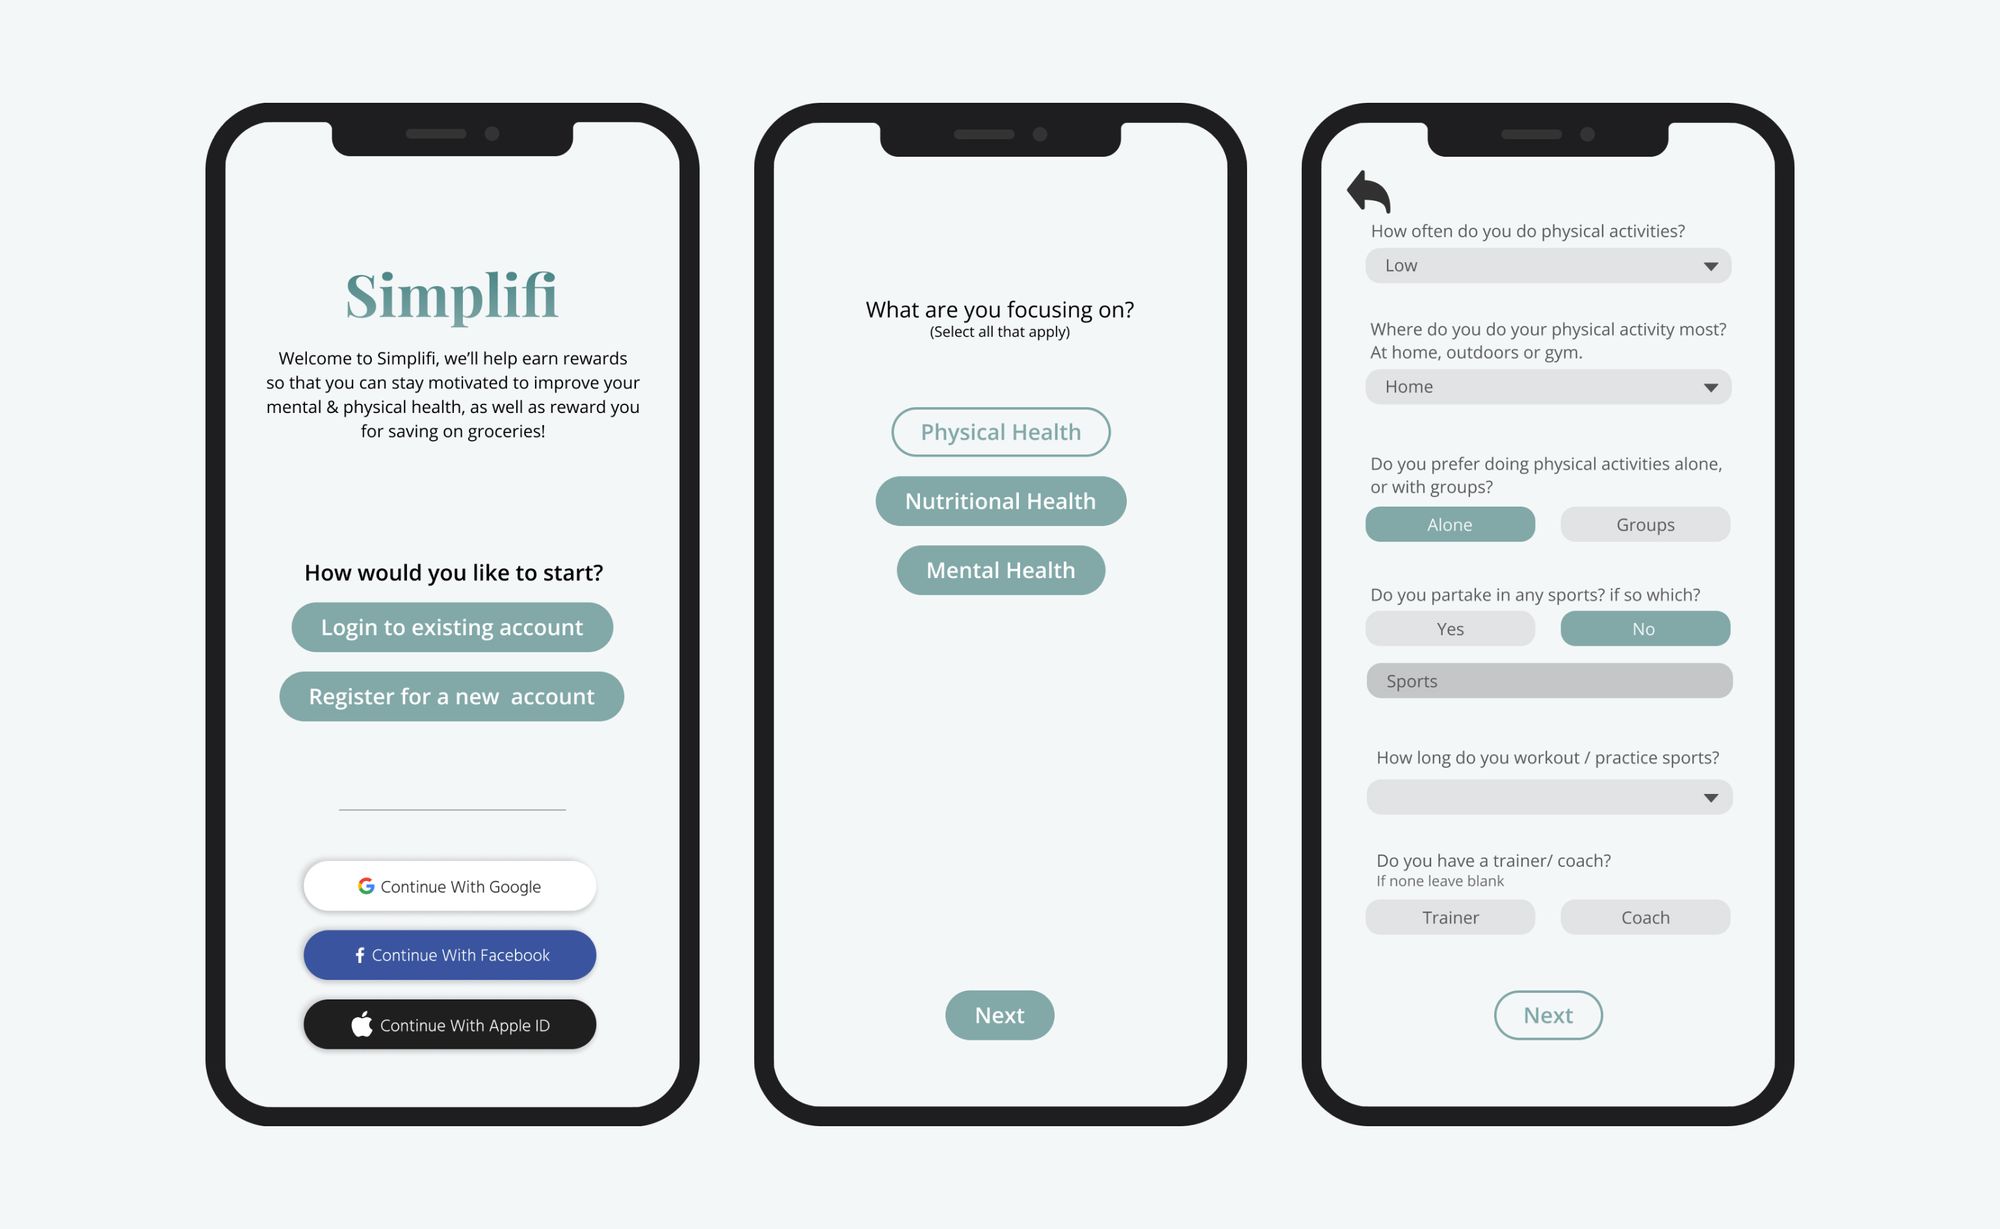 Simplifi
Welcome to Simplifi, we'll help earn rewards
so that you can stay motivated to improve your
mental & physical health, as well as reward you
for saving on groceries!
How would you like to start?
Login to existing account
Register for a new  account
Continue With Google
Continue With Facebook
Continue With Apple ID
What are you focusing on?
(Select all that apply)
Physical Health
Nutritional Health
Mental Health
Next
How often do you do physical activities?
Low
Where do you do your physical activity most?
At home, outdoors or gym.
Home
Do you prefer doing physical activities alone,
or with groups?
Alone
Groups
Do you partake in any sports? if so which?
Yes
No
Sports
How long do you workout / practice sports?
Do you have a trainer/ coach?
If none leave blank
Trainer
Coach
Next